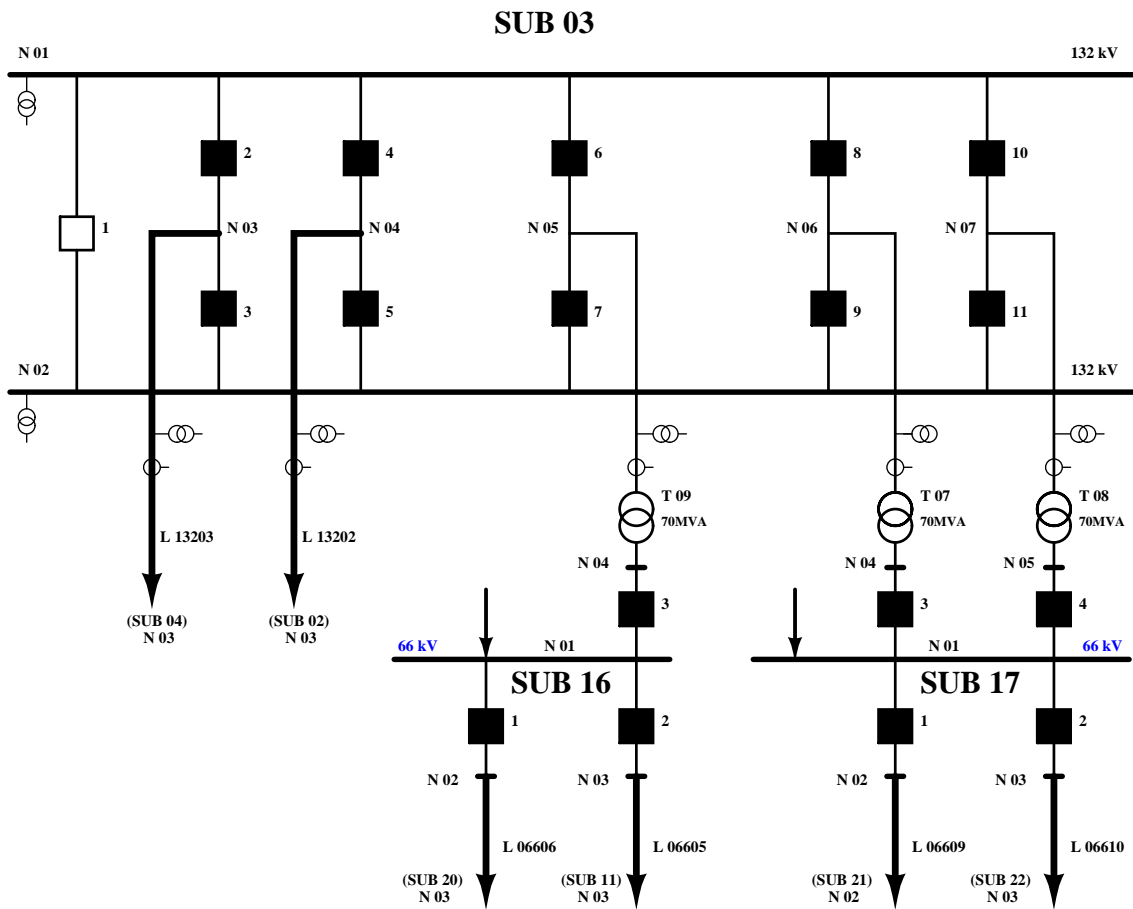 SUB 03
N 01
132 kV
2
4
6
8
10
1
N 03
N 04
N 05
N 06
N 07
3
5
7
9
11
N 02
132 kV
T 09
70MVA
T 07
70MVA
T 08
70MVA
L 13203
L 13202
N 04
N 04
N 05
3
3
4
(SUB 04)
N 03
(SUB 02)
N 03
66 kV
N 01
N 01
66 kV
SUB 16
SUB 17
1
2
1
2
N 02
N 03
N 02
N 03
L 06606
L 06605
L 06609
L 06610
(SUB 20)
N 03
(SUB 11)
N 03
(SUB 21)
N 02
(SUB 22)
N 03